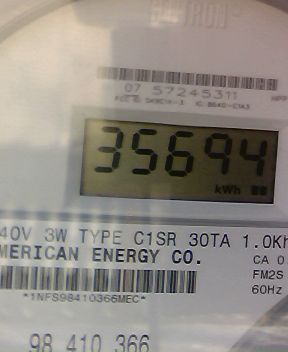 07 57245311
35694
kWh
40V 3W TYPE C1SR 30TA 1.0Kh
MERICAN ENERGY CO.
CA 0
FM2S
60Hz
*1NFS98410366MEC*
98 410 366